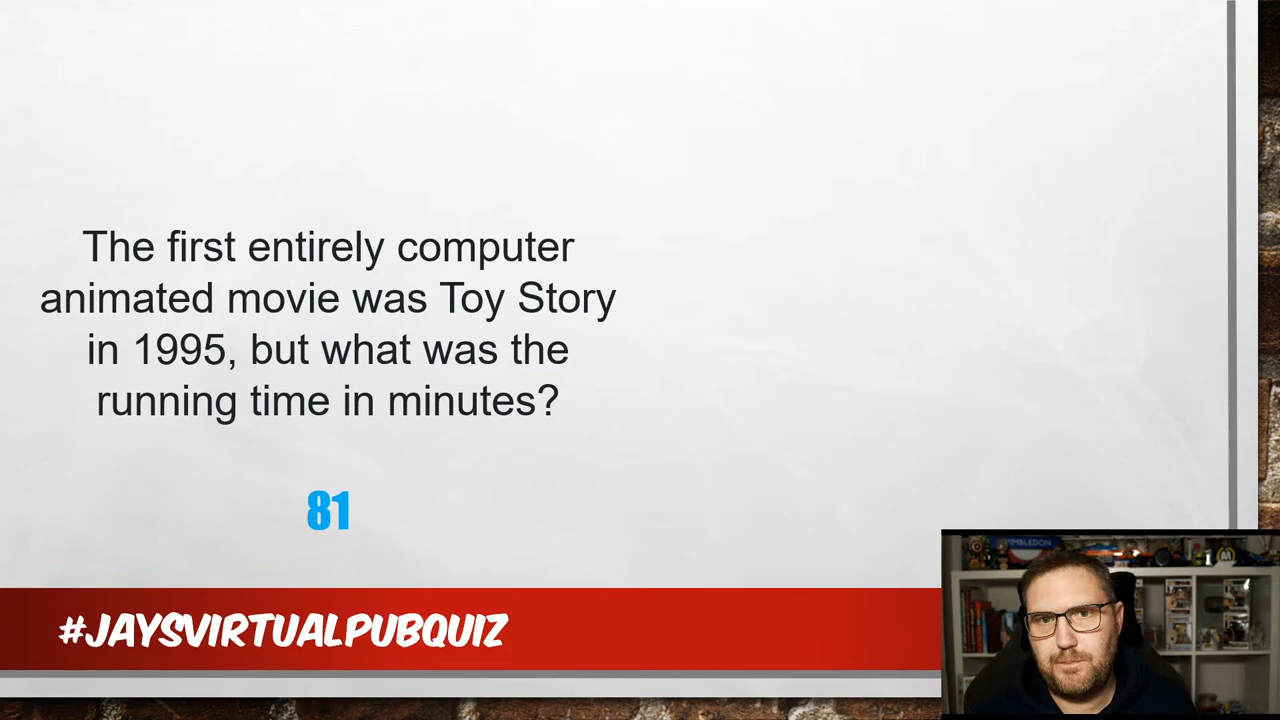 The first entirely computer
animated movie was Toy Story
in 1995, but what was the
running time in minutes?
81
#JAYSVIRTUALPUBQUIZ
WIMBLEDON